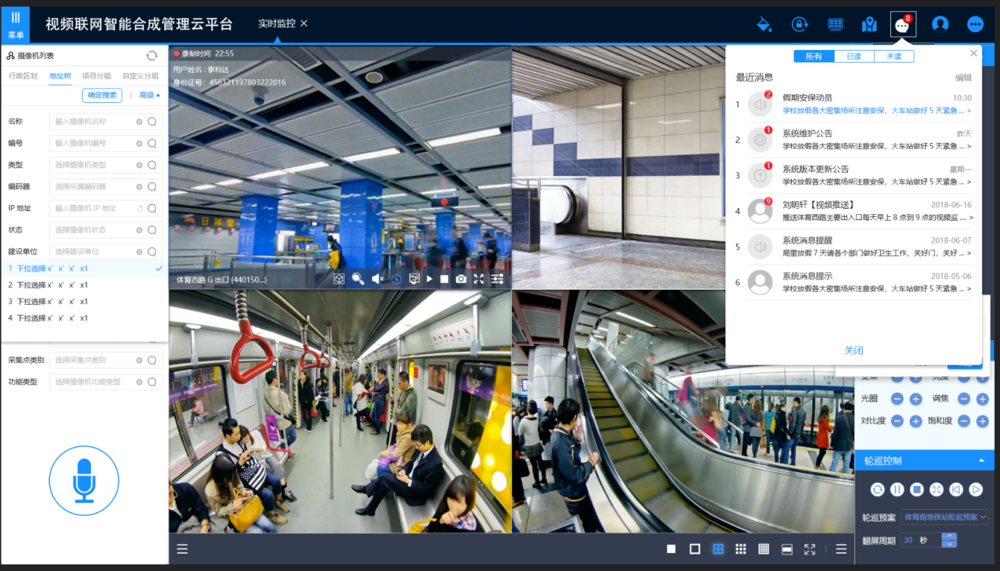 菜单
视频联网智能合成管理云平台
实时监控
8
摄像机列表
行政区划 地址树 项目分组 自定义分组
确定搜索 高级
名称 输入摄像机名称
编号 输入摄像机编号
类型 选择摄像机类型
编码器 选择所属编码器
IP 地址 输入摄像机 IP 地址
状态 选择摄像机状态
建设单位 选择建设单位
1 下拉选择 x' x' x' x1
2 下拉选择 x' x' x' x1
3 下拉选择 x' x' x' x1
4 下拉选择 x' x' x' x1
采集点类别 选择采集点类别
功能类型 选择摄像机功能类型
录制时间 22:55
用户姓名 : 李利达
身份证号: 456321197803222016
体育西路 G 出口 (440150...)
所有 已读 未读
最近消息 编辑
1 2 假期安保动员 10:30
学校放假各大密集场所注意安保，火车站做好 5 天紧急 ... >
2 1 系统维护公告 昨天
学校放假各大密集场所注意安保，火车站做好 5 天紧急 ... >
3 1 系统版本更新公告 星期一
学校放假各大密集场所注意安保，火车站做好 5 天紧急 ... >
4 9 刘明轩【视频推送】 2018-06-16
推送体育西路主要出入口每天早上 8 点到 9 点的视频监 .... >
5 系统消息提醒 2018-06-07
局里放假 7 天请各个部门做好卫生工作，关好门，关好 ... >
6 系统消息提示 2018-05-06
学校放假各大密集场所注意安保，火车站做好 5 天紧急 ... >
关闭
光圈 调焦
对比度 饱和度
轮巡控制
轮巡预案 体育路地铁站轮巡预案
翻屏周期 30 秒